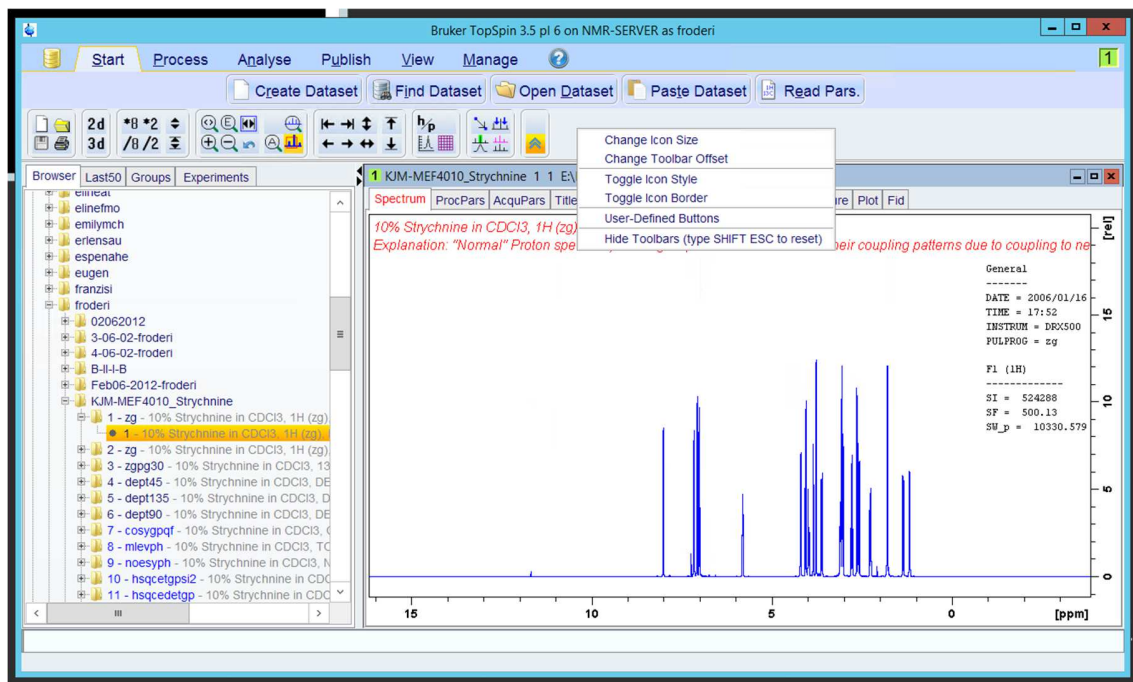 Bruker TopSpin 3.5 pl 6 on NMR-SERVER as froderi
Start Process Analyse Publish View Manage ? 1
Create Dataset Find Dataset Open Dataset Paste Dataset Read Pars.
2d *8 *2 E h/p
3d /8 /2 A
Change Icon Size
Change Toolbar Offset
Toggle Icon Style
Toggle Icon Border
User-Defined Buttons
Hide Toolbars (type SHIFT ESC to reset)
Browser Last50 Groups Experiments
elineat
elinefmo
emilymch
erlensau
espenahe
eugen
franzisi
froderi
02062012
3-06-02-froderi
4-06-02-froderi
B-II-I-B
Feb06-2012-froderi
KJM-MEF4010_Strychnine
1 - zg - 10% Strychnine in CDCl3, 1H (zg),
1 - 10% Strychnine in CDCl3, 1H (zg),
2 - zg - 10% Strychnine in CDCl3, 1H (zg),
3 - zgpg30 - 10% Strychnine in CDCl3, 13
4 - dept45 - 10% Strychnine in CDCl3, DE
5 - dept135 - 10% Strychnine in CDCl3, D
6 - dept90 - 10% Strychnine in CDCl3, DE
7 - cosygpqf - 10% Strychnine in CDCl3,
8 - mlevph - 10% Strychnine in CDCl3, TC
9 - noesyph - 10% Strychnine in CDCl3, N
10 - hsqcetgpsi2 - 10% Strychnine in CDC
11 - hsqcedetgp - 10% Strychnine in CDC
1 KJM-MEF4010_Strychnine 1 1 E:\
Spectrum ProcPars AcquPars Title re Plot Fid
10% Strychnine in CDCl3, 1H (zg)
Explanation: "Normal" Proton spe eir coupling patterns due to coupling to ne
General
-------
DATE = 2006/01/16
TIME = 17:52
INSTRUM = DRX500
PULPROG = zg
F1 (1H)
-------------
SI = 524288
SF = 500.13
SW_p = 10330.579
[rel]
15
10
5
0
15 10 5 0 [ppm]